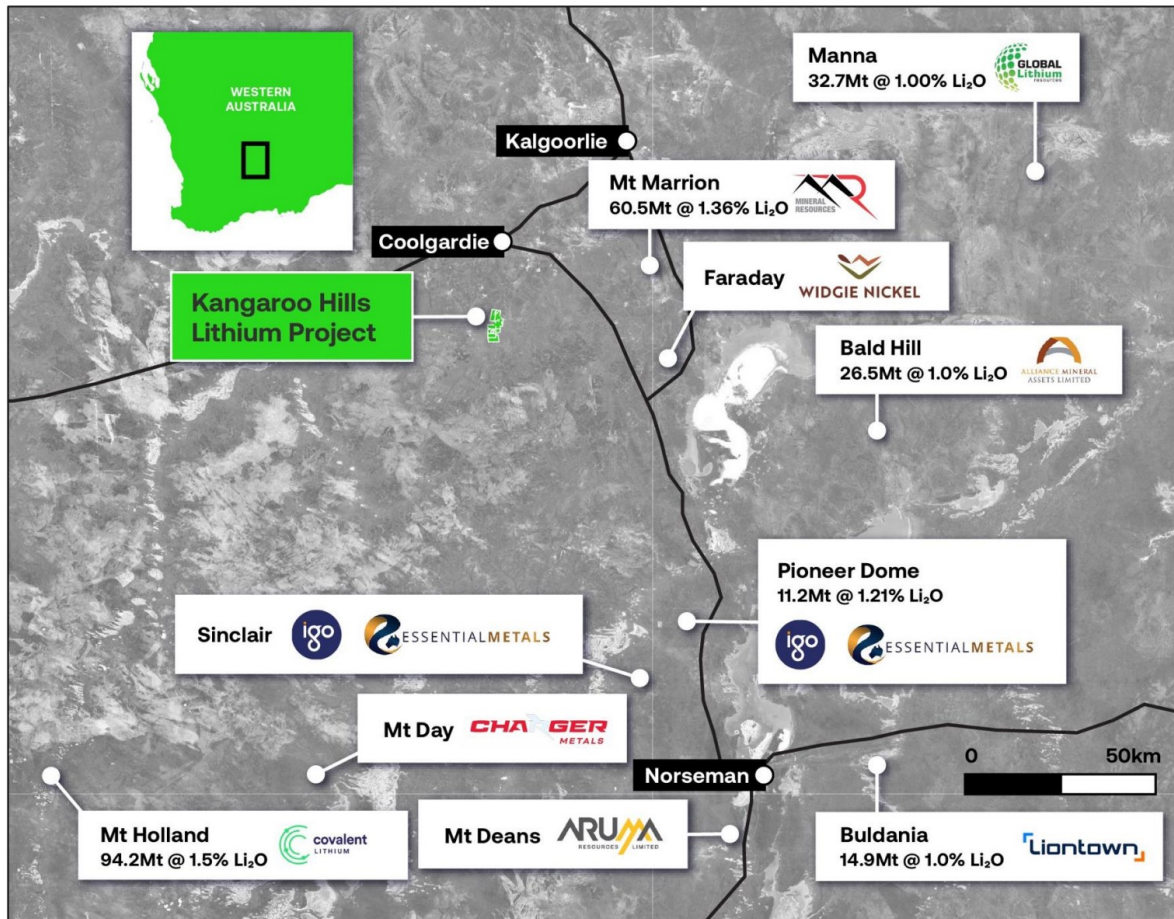 WESTERN
AUSTRALIA
Manna
32.7Mt @ 1.00% Li₂O
GLOBAL
Lithium
RESOURCES
Kalgoorlie
Mt Marrion
60.5Mt @ 1.36% Li₂O
MINERAL
RESOURCES
Coolgardie
Faraday
WIDGIE NICKEL
Kangaroo Hills
Lithium Project
Bald Hill
26.5Mt @ 1.0% Li₂O
ALLIANCE MINERAL
ASSETS LIMITED
Pioneer Dome
11.2Mt @ 1.21% Li₂O
igo
ESSENTIALMETALS
Sinclair
igo
ESSENTIALMETALS
Mt Day
CHARGER
METALS
Norseman
0 50km
Mt Holland
94.2Mt @ 1.5% Li₂O
covalent
LITHIUM
Mt Deans
ARUMA
RESOURCES LIMITED
Buldania
14.9Mt @ 1.0% Li₂O
Liontown